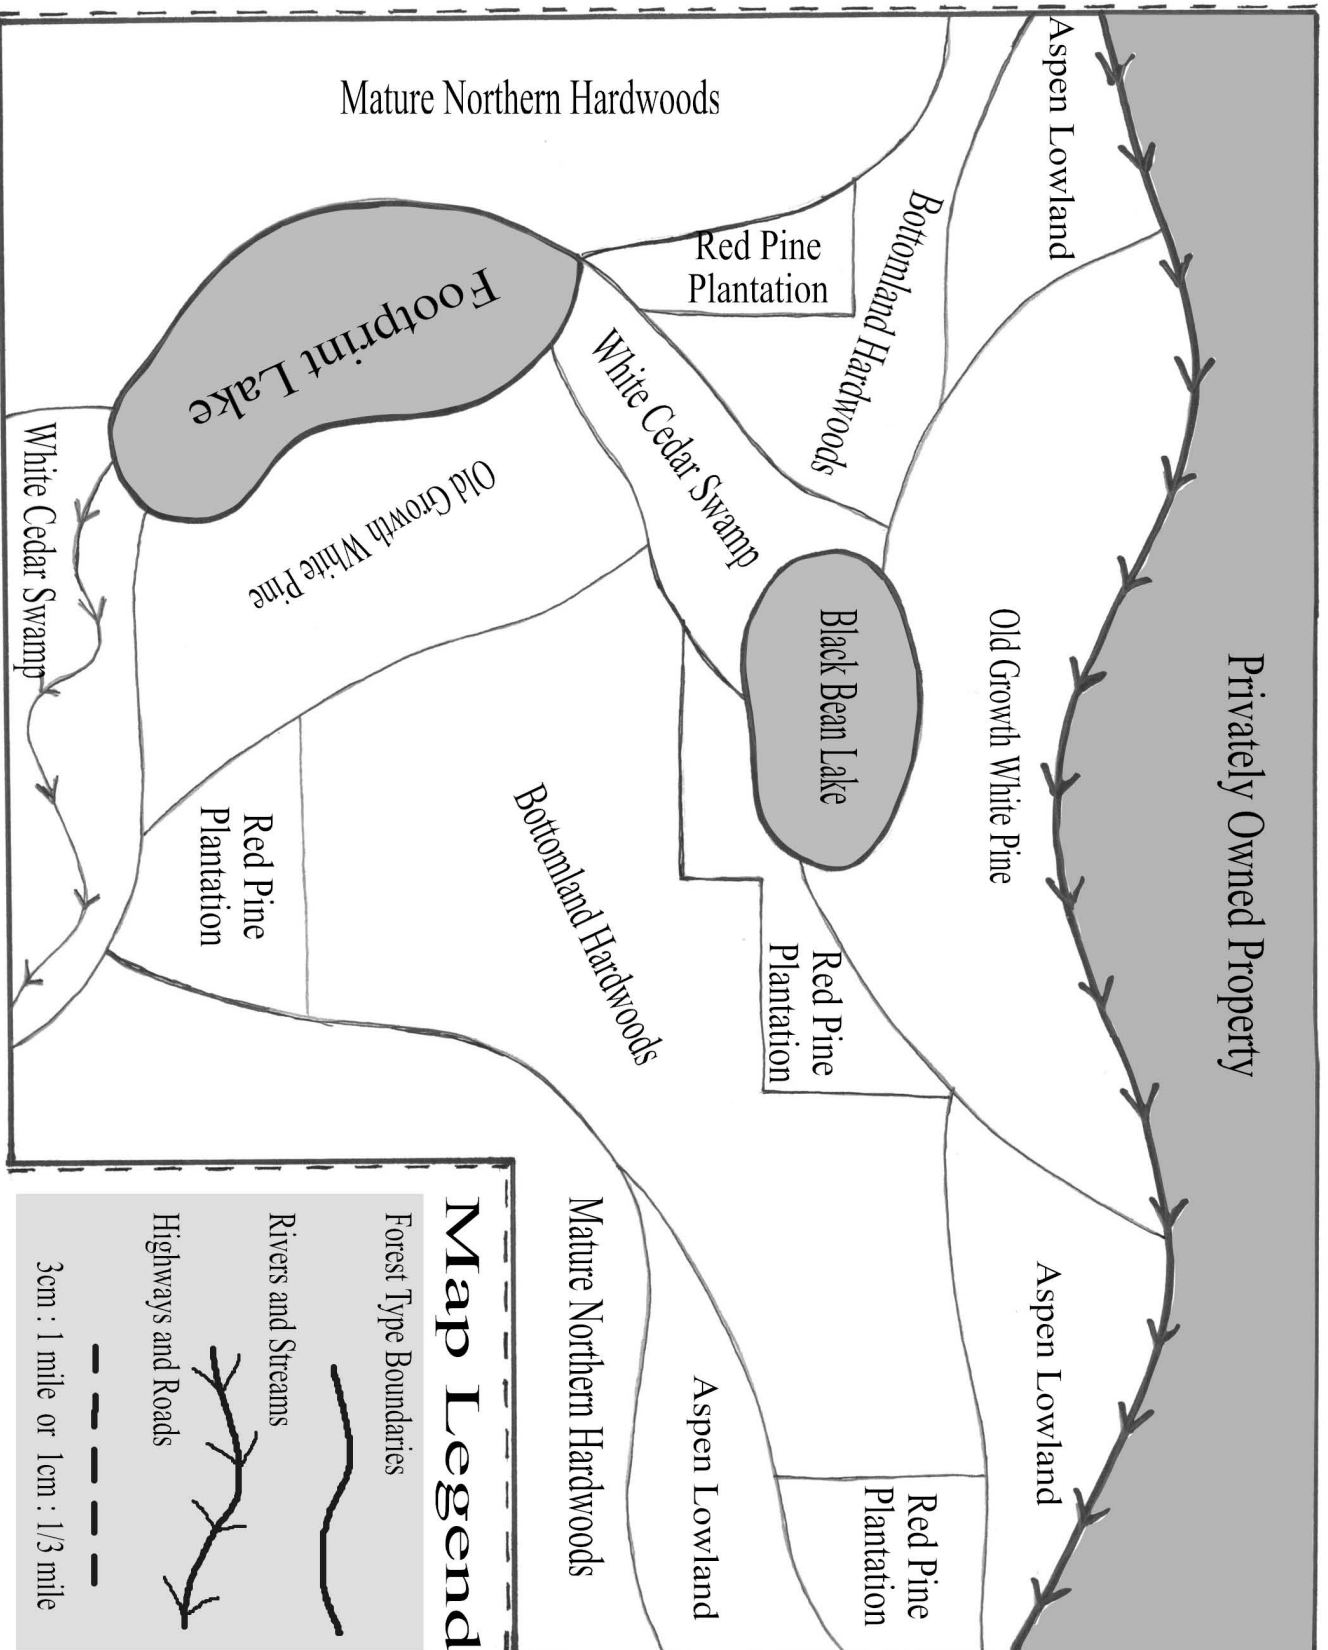 Privately Owned Property
Aspen Lowland
Old Growth White Pine
Aspen Lowland
Bottomland Hardwoods
Black Bean Lake
Red Pine
Plantation
Red Pine
Plantation
Red Pine
Plantation
Mature Northern Hardwoods
White Cedar Swamp
Bottomland Hardwoods
Aspen Lowland
Footprint
Lake
Old Growth White Pine
Mature Northern Hardwoods
Red Pine
Plantation
White Cedar Swamp
Map Legend
Forest Type Boundaries
Rivers and Streams
Highways and Roads
3cm : 1 mile or 1cm : 1/3 mile